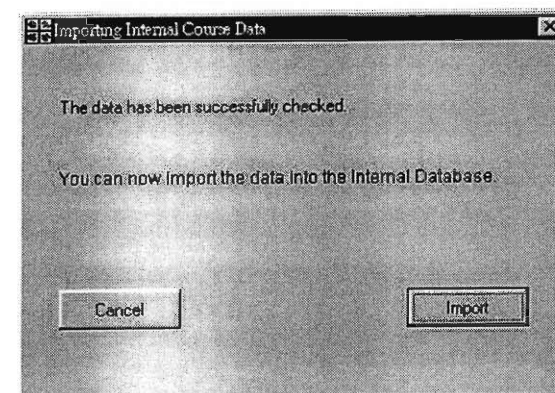 Importing Internal Course Data
The data has been successfully checked.
You can now Import the data into the Internal Database.
Cancel
Import